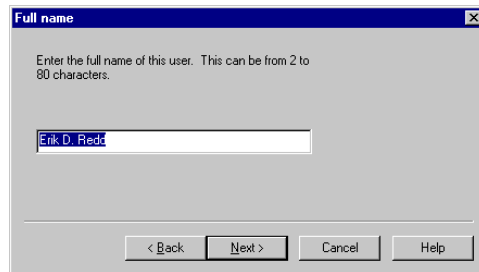 Full name
Enter the full name of this user. This can be from 2 to
80 characters.
Erik D. Redd
< Back
Next >
Cancel
Help